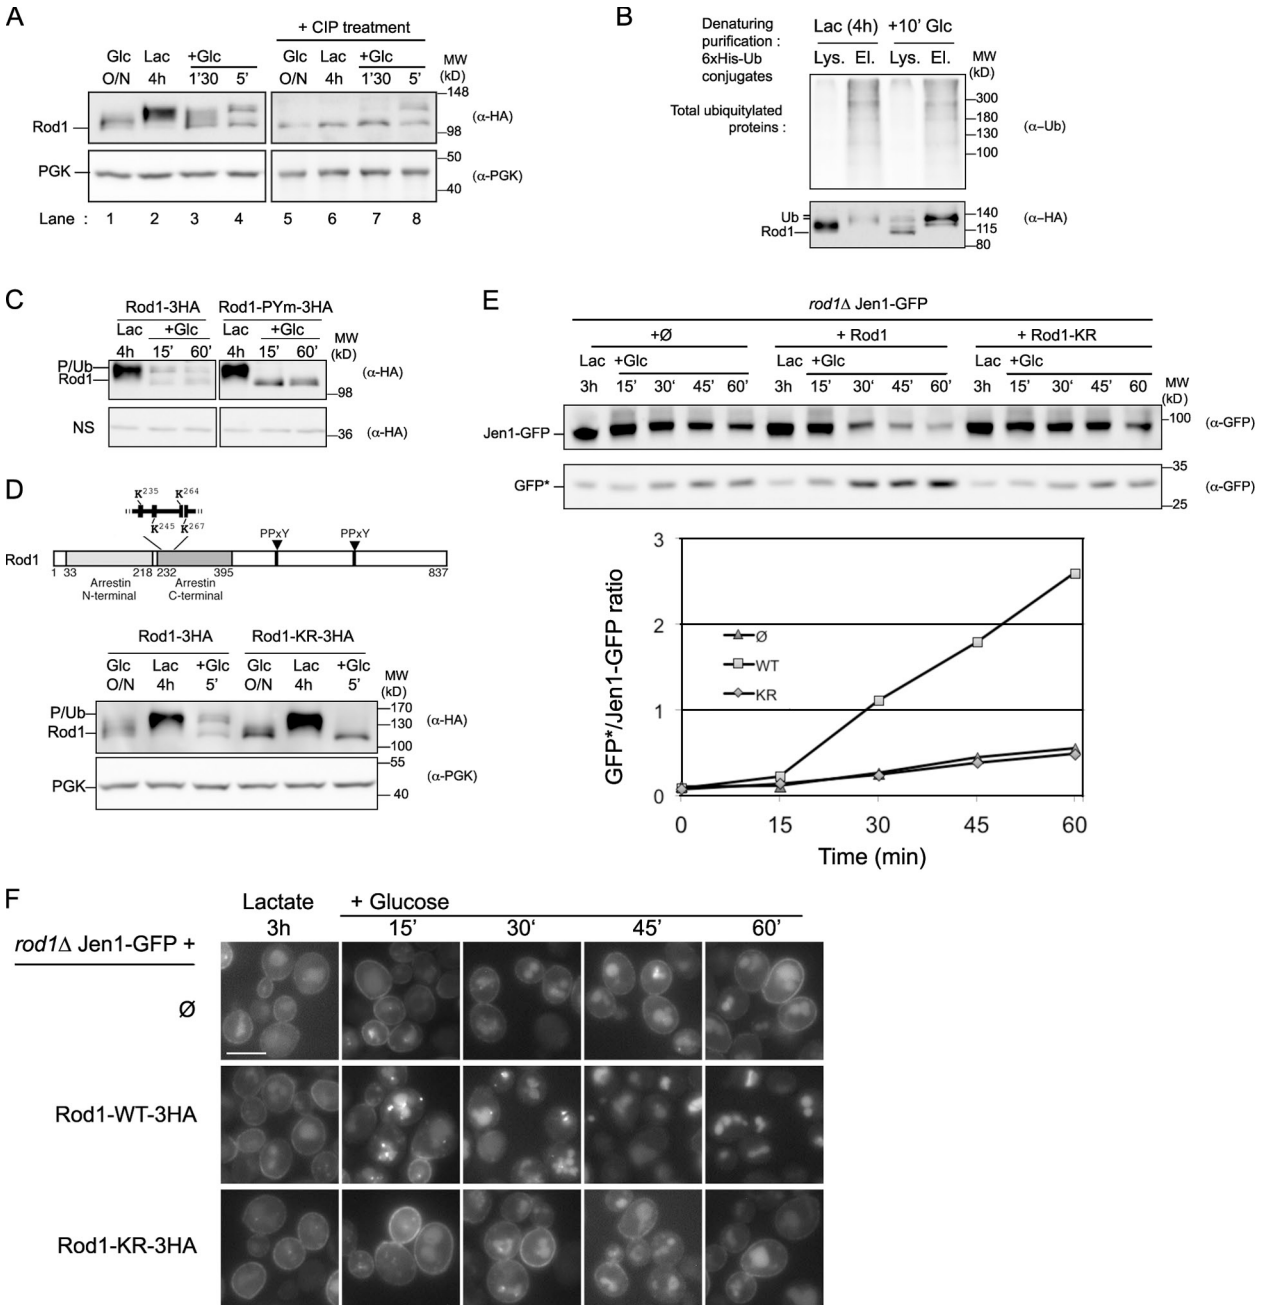 A
+ CIP treatment
Glc Lac +Glc Glc Lac +Glc MW
O/N 4h 1’30 5’ O/N 4h 1’30 5’ (kD)
148
(α-HA)
Rod1
98
50
PGK
(α-PGK)
40
Lane : 1 2 3 4 5 6 7 8
B
Denaturing
purification :
6xHis-Ub
conjugates
Lac (4h) +10’ Glc
Lys. El. Lys. El.
MW
(kD)
Total ubiquitylated
proteins :
300
180
130
100
(α–Ub)
Ub
Rod1
140
115
80
(α–HA)
C
Rod1-3HA Rod1-PYm-3HA
Lac +Glc Lac +Glc MW
4h 15’ 60’ 4h 15’ 60’ (kD)
P/Ub
Rod1
(α-HA)
98
NS
36 (α-HA)
D
K235 K264
K245 K267
PPxY PPxY
Rod1
1 33 218 232 395 837
Arrestin Arrestin
N-terminal C-terminal
Rod1-3HA Rod1-KR-3HA
Glc Lac +Glc Glc Lac +Glc MW
O/N 4h 5’ O/N 4h 5’ (kD)
P/Ub
Rod1
170
130
100
(α-HA)
PGK
55
(α-PGK)
40
E
rod1Δ Jen1-GFP
+Ø + Rod1 + Rod1-KR
Lac +Glc Lac +Glc Lac +Glc
3h 15’ 30‘ 45’ 60’ 3h 15’ 30‘ 45’ 60’ 3h 15’ 30‘ 45’ 60
MW
(kD)
100
Jen1-GFP (α-GFP)
35
GFP* (α-GFP)
25
GFP*/Jen1-GFP ratio
3
2
1
0
Ø
WT
KR
0 15 30 45 60
Time (min)
F
Lactate + Glucose
3h 15’ 30‘ 45’ 60’
rod1Δ Jen1-GFP +
Ø
Rod1-WT-3HA
Rod1-KR-3HA